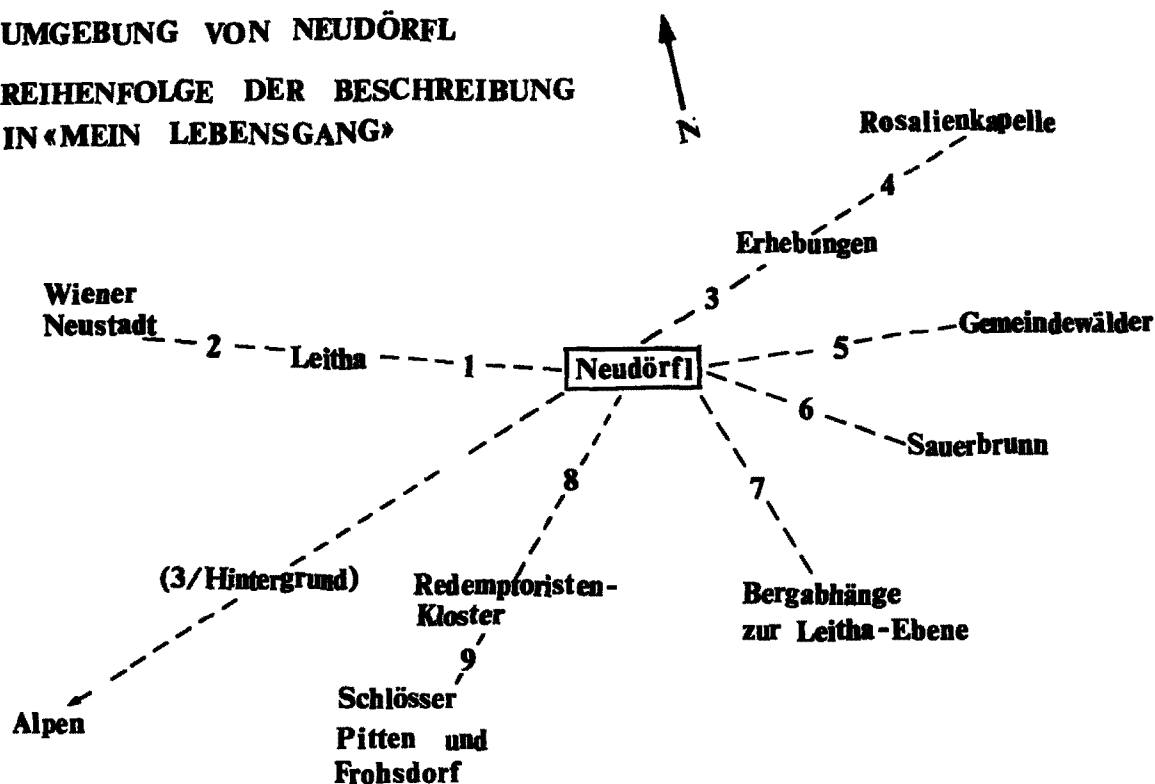 UMGEBUNG VON NEUDÖRFL
REIHENFOLGE DER BESCHREIBUNG
IN «MEIN LEBENSGANG»
N
Rosalienkapelle
4
Erhebungen
3
Wiener
Neustadt
2
Leitha
1
Neudörfl
5
Gemeindewälder
6
Sauerbrunn
8
7
(3/Hintergrund)
Redemptoristen-
Kloster
Bergabhänge
zur Leitha-Ebene
9
Alpen
Schlösser
Pitten und
Frohsdorf